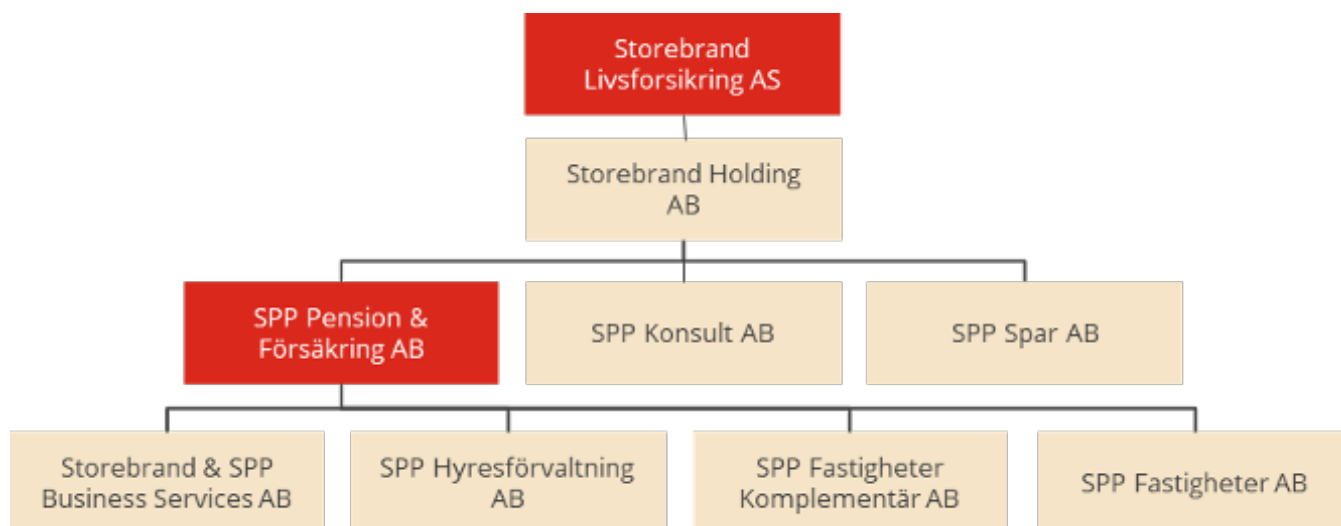 Storebrand
Livsforsikring AS
Storebrand Holding
AB
SPP Pension &
Försäkring AB
SPP Konsult AB
SPP Spar AB
Storebrand & SPP
Business Services AB
SPP Hyresförvaltning
AB
SPP Fastigheter
Komplementär AB
SPP Fastigheter AB